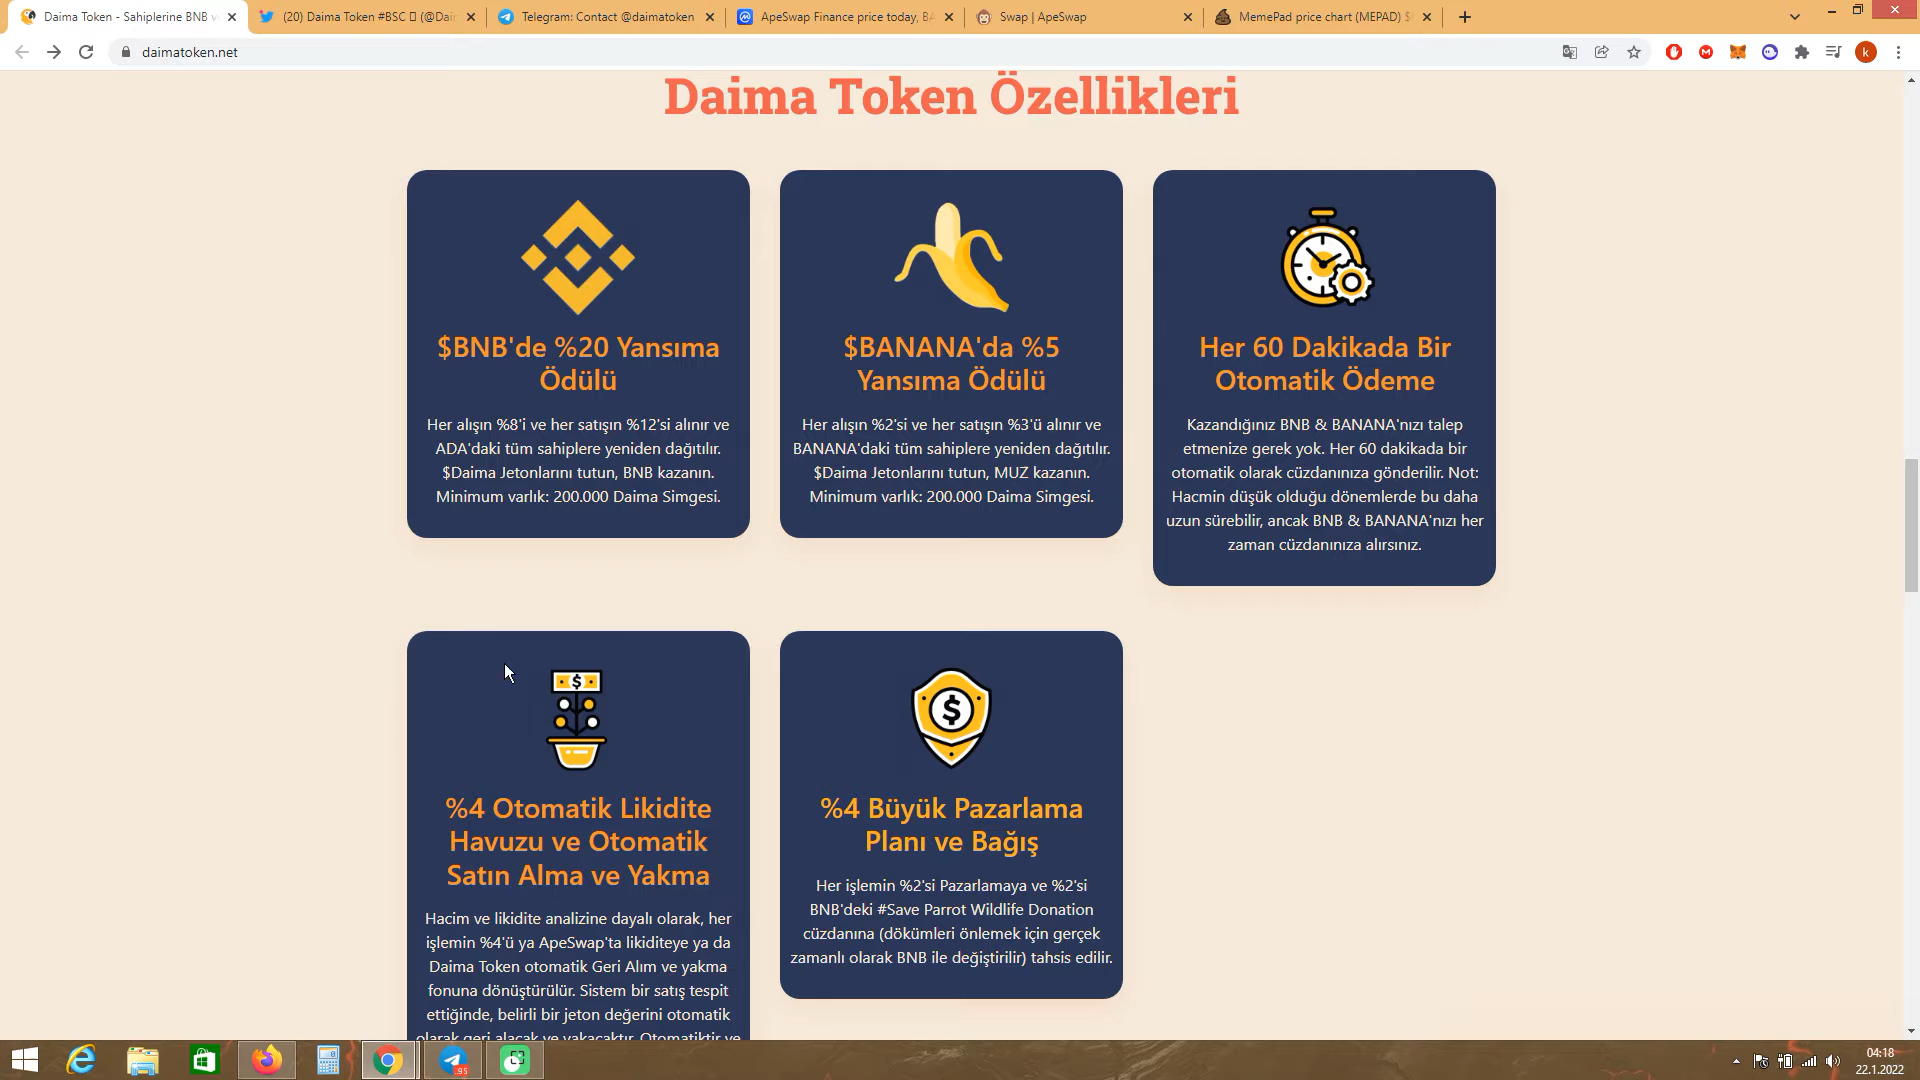 Daima Token - Sahiplerine BNB v
(20) Daima Token #BSC (@Dai
Telegram: Contact @daimatoken
ApeSwap Finance price today, BA
Swap | ApeSwap
MemePad price chart (MEPAD) $
daimatoken.net
k
Daima Token Özellikleri
$BNB'de %20 Yansıma
Ödülü
Her alışın %8'i ve her satışın %12'si alınır ve
ADA'daki tüm sahiplere yeniden dağıtılır.
$Daima Jetonlarını tutun, BNB kazanın.
Minimum varlık: 200.000 Daima Simgesi.
$BANANA'da %5
Yansıma Ödülü
Her alışın %2'si ve her satışın %3'ü alınır ve
BANANA'daki tüm sahiplere yeniden dağıtılır.
$Daima Jetonlarını tutun, MUZ kazanın.
Minimum varlık: 200.000 Daima Simgesi.
Her 60 Dakikada Bir
Otomatik Ödeme
Kazandığınız BNB & BANANA'nızı talep
etmenize gerek yok. Her 60 dakikada bir
otomatik olarak cüzdanınıza gönderilir. Not:
Hacmin düşük olduğu dönemlerde bu daha
uzun sürebilir, ancak BNB & BANANA'nızı her
zaman cüzdanınıza alırsınız.
$
%4 Otomatik Likidite
Havuzu ve Otomatik
Satın Alma ve Yakma
Hacim ve likidite analizine dayalı olarak, her
işlemin %4'ü ya ApeSwap'ta likiditeye ya da
Daima Token otomatik Geri Alım ve yakma
fonuna dönüştürülür. Sistem bir satış tespit
ettiğinde, belirli bir jeton değerini otomatik
olarak geri alacak ve yakacaktır. Otomatiktir ve
$
%4 Büyük Pazarlama
Planı ve Bağış
Her işlemin %2'si Pazarlamaya ve %2'si
BNB'deki #Save Parrot Wildlife Donation
cüzdanına (dökümleri önlemek için gerçek
zamanlı olarak BNB ile değiştirilir) tahsis edilir.
95
04:18
22.1.2022